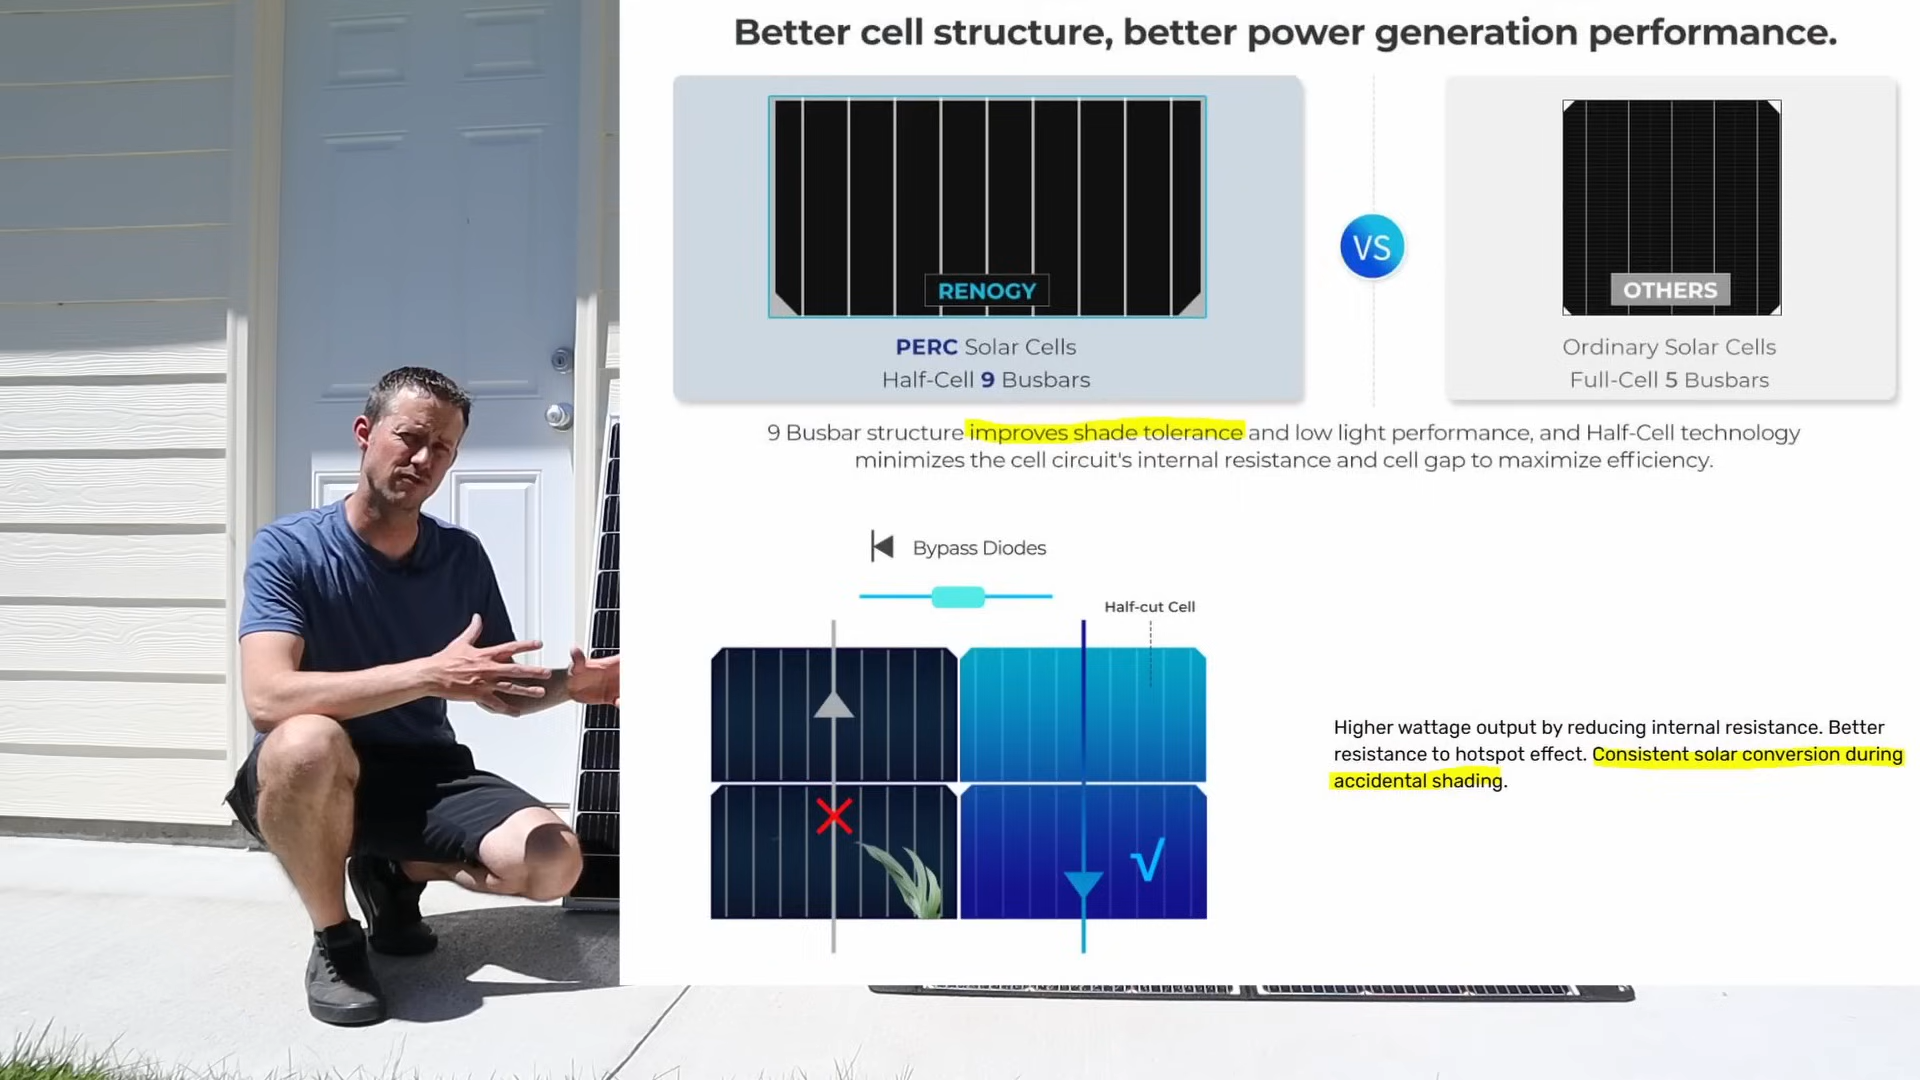 Better cell structure, better power generation performance.
RENOGY
PERC Solar Cells
Half-Cell 9 Busbars
VS
OTHERS
Ordinary Solar Cells
Full-Cell 5 Busbars
9 Busbar structure improves shade tolerance and low light performance, and Half-Cell technology
minimizes the cell circuit's internal resistance and cell gap to maximize efficiency.
Bypass Diodes
Half-cut Cell
Higher wattage output by reducing internal resistance. Better
resistance to hotspot effect. Consistent solar conversion during
accidental shading.